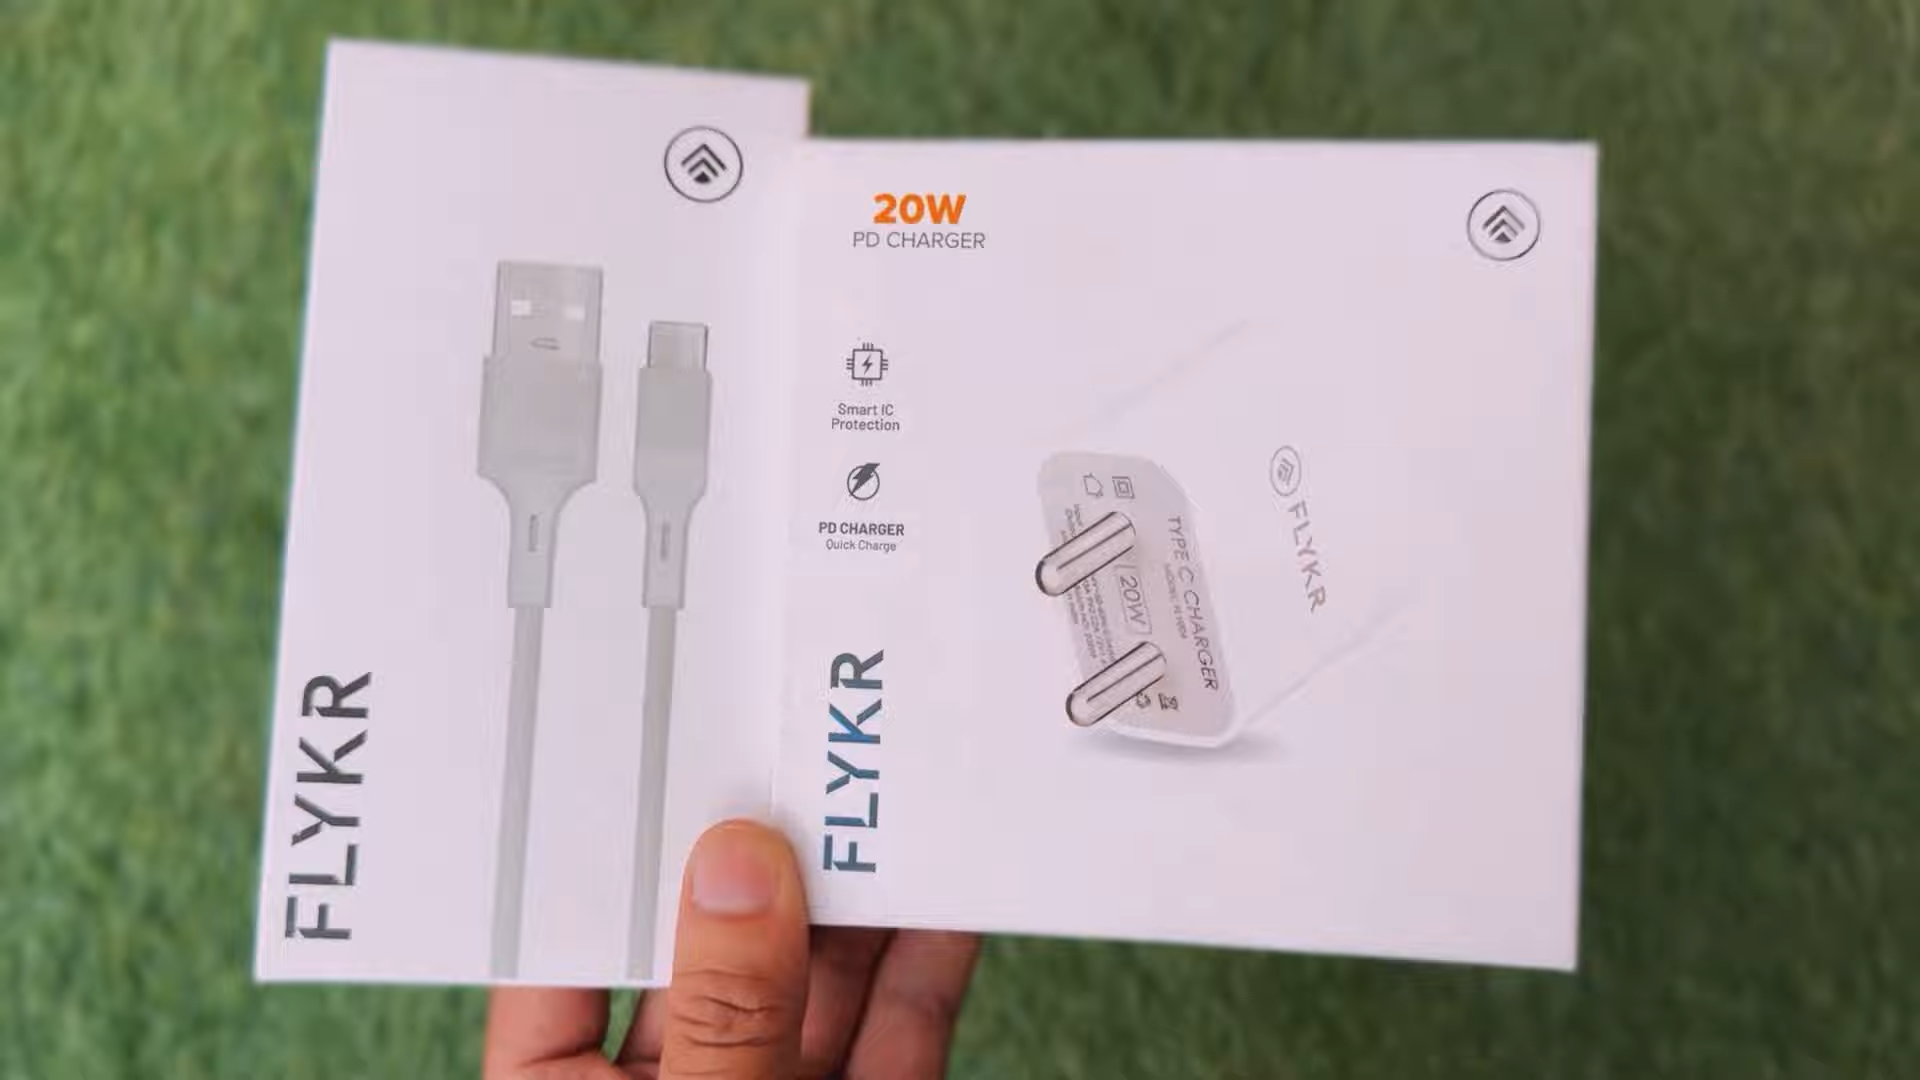 FLYKR
20W
PD CHARGER
Smart IC
Protection
PD CHARGER
Quick Charge
FLYKR
TYPE C CHARGER
20W
FLYKR